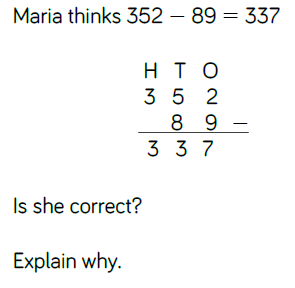 Maria thinks 352 – 89 = 337
H T O
3 5 2
8 9 –
3 3 7
Is she correct?
Explain why.